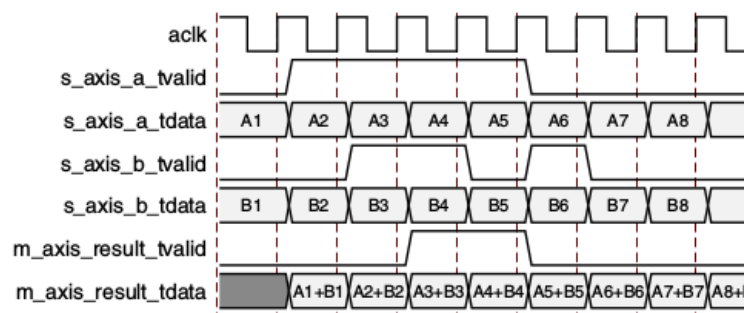 aclk
s_axis_a_tvalid
s_axis_a_tdata A1 A2 A3 A4 A5 A6 A7 A8
s_axis_b_tvalid
s_axis_b_tdata B1 B2 B3 B4 B5 B6 B7 B8
m_axis_result_tvalid
m_axis_result_tdata A1+B1 A2+B2 A3+B3 A4+B4 A5+B5 A6+B6 A7+B7 A8+